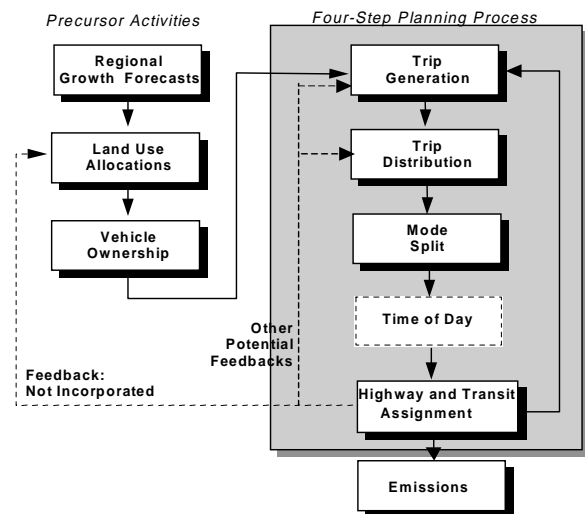 Precursor Activities
Four-Step Planning Process
Regional
Growth Forecasts
Land Use
Allocations
Vehicle
Ownership
Trip
Generation
Trip
Distribution
Mode
Split
Time of Day
Other
Potential
Feedbacks
Feedback:
Not Incorporated
Highway and Transit
Assignment
Emissions